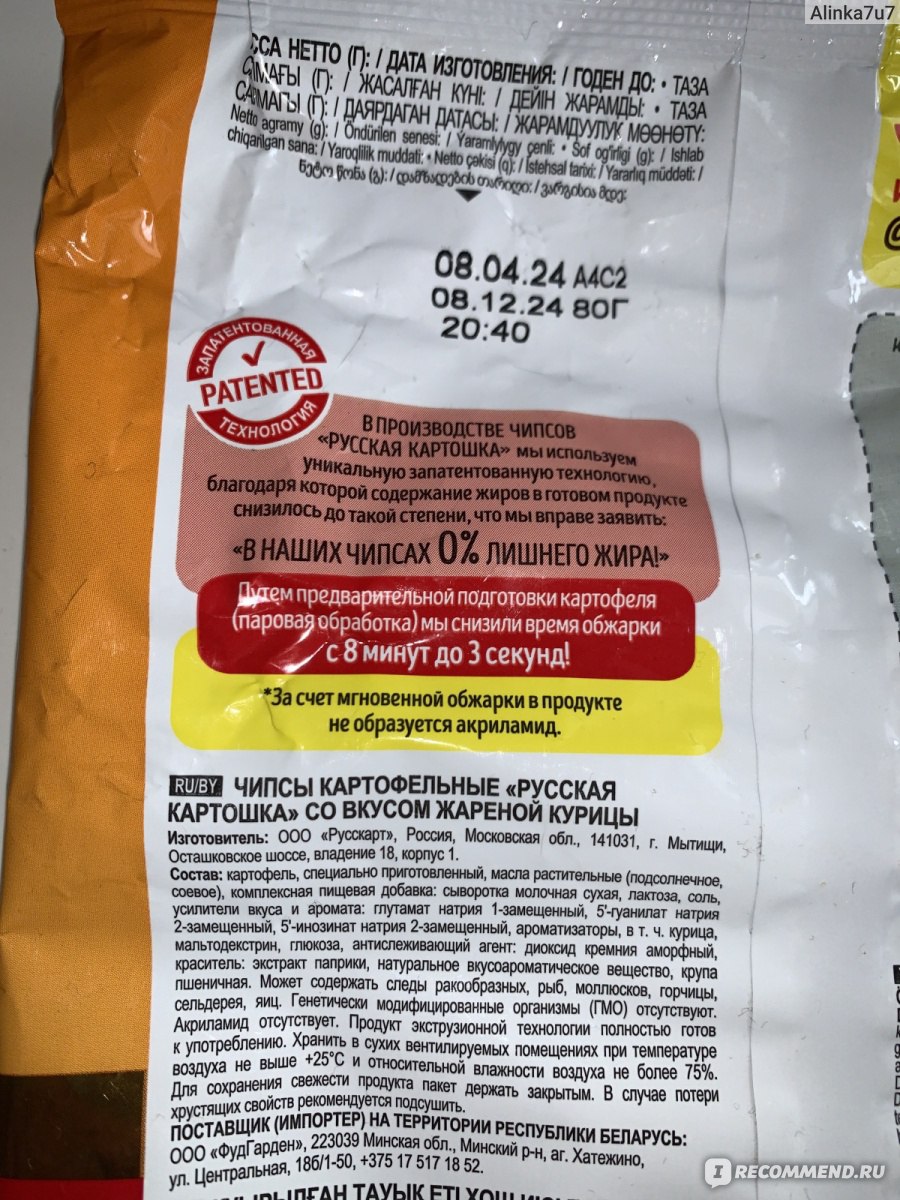 Alinka7u7
ССА НЕТТО (Г): / ДАТА ИЗГОТОВЛЕНИЯ: / ГОДЕН ДО: • ТАЗА
САЛМАҒЫ (Г): / ЖАСАЛҒАН КҮНІ: / ДЕЙІН ЖАРАМДЫ: • ТАЗА
САЛМАГЫ (Г): / ДАЯРДАГАН ДАТАСЫ: / ЖАРАМДУУЛУК МӨӨНӨТҮ:
Netto agramy (g): / Öndürilen senesi: / Ýaramlylygy çenli: • Sof og'irligi (g): / Ishlab
chiqarilgan sana: / Yaroqlilik muddati: • Netto çəkisi (q): / İstehsal tarixi: / Yararlıq müddəti: /
ნეტო წონა (გ): / დამზადების თარიღი: / ვარგისია მდე:
08.04.24 A4C2
08.12.24 80Г
20:40
ЗАПАТЕНТОВАННАЯ
PATENTED
ТЕХНОЛОГИЯ
В ПРОИЗВОДСТВЕ ЧИПСОВ
«РУССКАЯ КАРТОШКА» мы используем
уникальную запатентованную технологию,
благодаря которой содержание жиров в готовом продукте
снизилось до такой степени, что мы вправе заявить:
«В НАШИХ ЧИПСАХ 0% ЛИШНЕГО ЖИРА!»
Путем предварительной подготовки картофеля
(паровая обработка) мы снизили время обжарки
с 8 минут до 3 секунд!
*За счет мгновенной обжарки в продукте
не образуется акриламид.
RU/BY ЧИПСЫ КАРТОФЕЛЬНЫЕ «РУССКАЯ
КАРТОШКА» СО ВКУСОМ ЖАРЕНОЙ КУРИЦЫ
Изготовитель: ООО «Русскарт», Россия, Московская обл., 141031, г. Мытищи,
Осташковское шоссе, владение 18, корпус 1.
Состав: картофель, специально приготовленный, масла растительные (подсолнечное,
соевое), комплексная пищевая добавка: сыворотка молочная сухая, лактоза, соль,
усилители вкуса и аромата: глутамат натрия 1-замещенный, 5'-гуанилат натрия
2-замещенный, 5'-инозинат натрия 2-замещенный, ароматизаторы, в т. ч. курица,
мальтодекстрин, глюкоза, антислеживающий агент: диоксид кремния аморфный,
краситель: экстракт паприки, натуральное вкусоароматическое вещество, крупа
пшеничная. Может содержать следы ракообразных, рыб, моллюсков, горчицы,
сельдерея, яиц. Генетически модифицированные организмы (ГМО) отсутствуют.
Акриламид отсутствует. Продукт экструзионной технологии полностью готов
к употреблению. Хранить в сухих вентилируемых помещениях при температуре
воздуха не выше +25°С и относительной влажности воздуха не более 75%.
Для сохранения свежести продукта пакет держать закрытым. В случае потери
хрустящих свойств рекомендуется подсушить.
ПОСТАВЩИК (ИМПОРТЕР) НА ТЕРРИТОРИИ РЕСПУБЛИКИ БЕЛАРУСЬ:
ООО «ФудГарден», 223039 Минская обл., Минский р-н, аг. Хатежино,
ул. Центральная, 18б/1-50, +375 17 517 18 52.
I RECOMMEND.RU